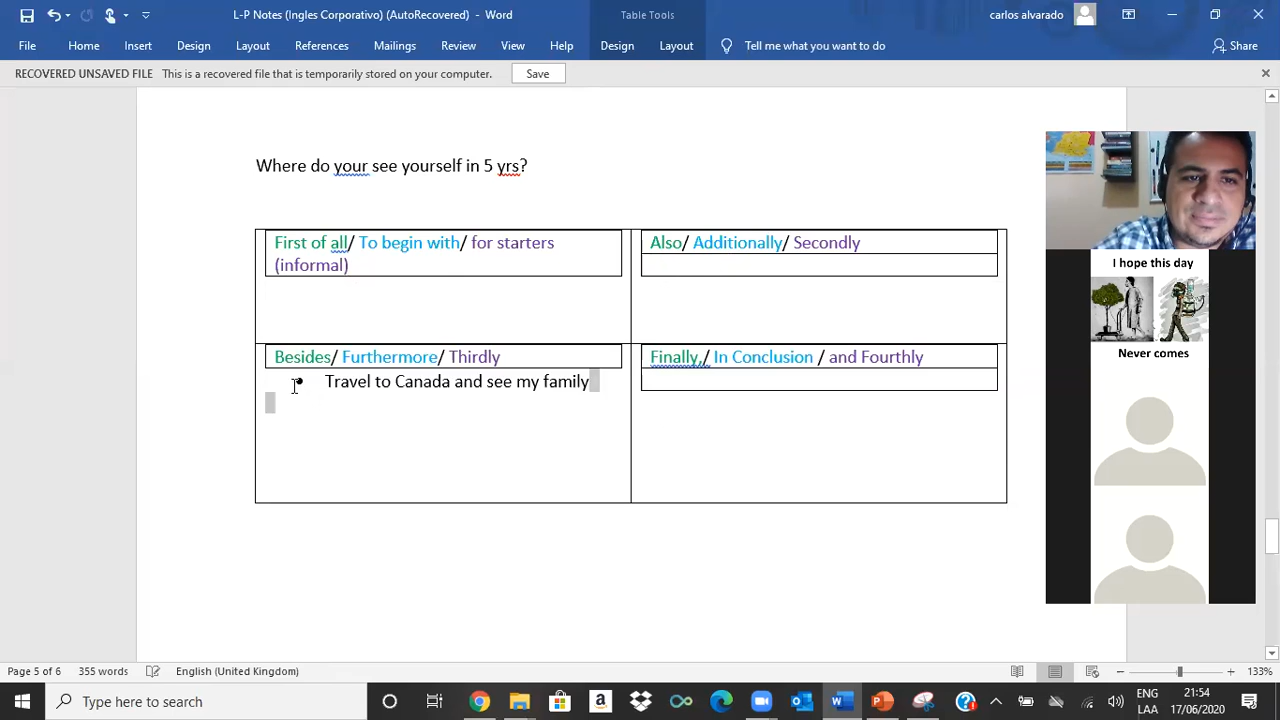 L-P Notes (Ingles Corporativo) (AutoRecovered) - Word
Table Tools
carlos alvarado
File
Home
Insert
Design
Layout
References
Mailings
Review
View
Help
Design
Layout
Tell me what you want to do
Share
RECOVERED UNSAVED FILE This is a recovered file that is temporarily stored on your computer.
Save
Where do your see yourself in 5 yrs?
First of all/ To begin with/ for starters
(informal)
Also/ Additionally/ Secondly
Besides/ Furthermore/ Thirdly
Travel to Canada and see my family
Finally,/ In Conclusion / and Fourthly
I hope this day
Never comes
Page 5 of 6
355 words
English (United Kingdom)
133%
Type here to search
ENG
LAA
21:54
17/06/2020